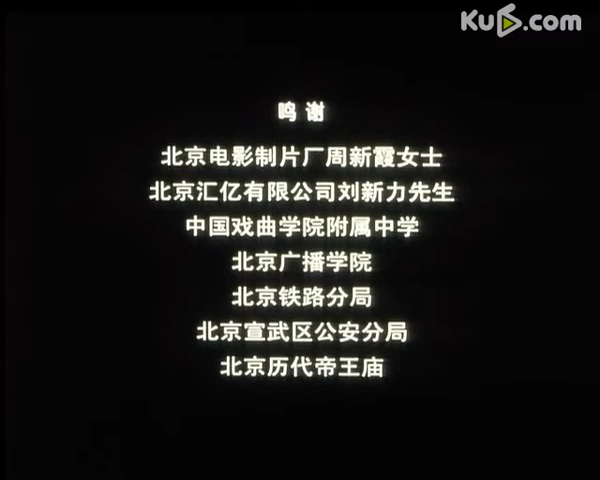 Ku6.com
鸣谢
北京电影制片厂周新霞女士
北京汇亿有限公司刘新力先生
中国戏曲学院附属中学
北京广播学院
北京铁路分局
北京宣武区公安分局
北京历代帝王庙